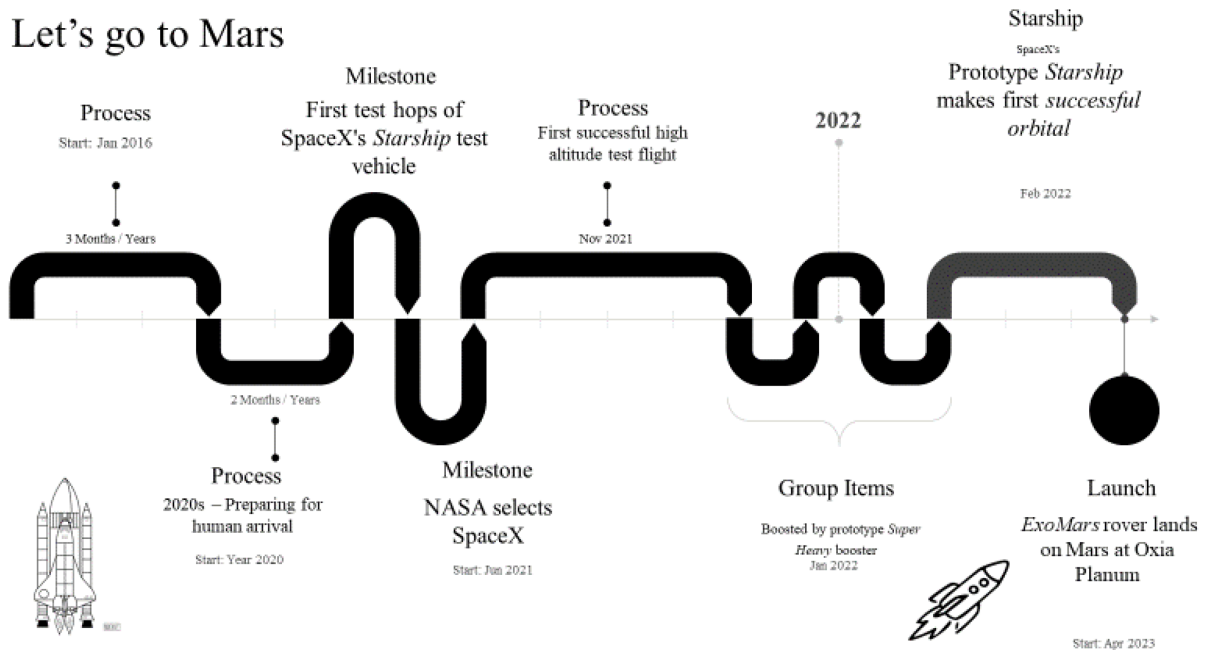 Let's go to Mars
Process
Start: Jan 2016
3 Months / Years
Milestone
First test hops of
SpaceX's Starship test
vehicle
Process
First successful high
altitude test flight
Nov 2021
2022
Starship
SpaceX's
Prototype Starship
makes first successful
orbital
Feb 2022
2 Months / Years
Process
2020s – Preparing for
human arrival
Start: Year 2020
Milestone
NASA selects
SpaceX
Start: Jun 2021
Group Items
Boosted by prototype Super
Heavy booster
Jan 2022
Launch
ExoMars rover lands
on Mars at Oxia
Planum
Start: Apr 2023